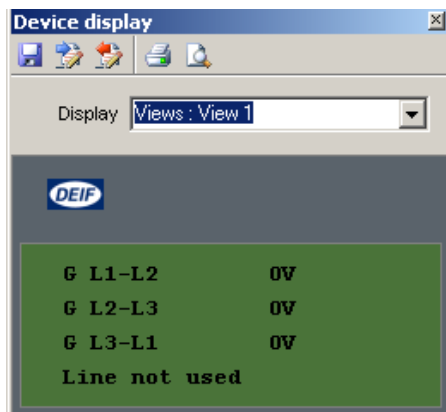 Device display
Display Views : View 1
DEIF
G L1-L2 0V
G L2-L3 0V
G L3-L1 0V
Line not used